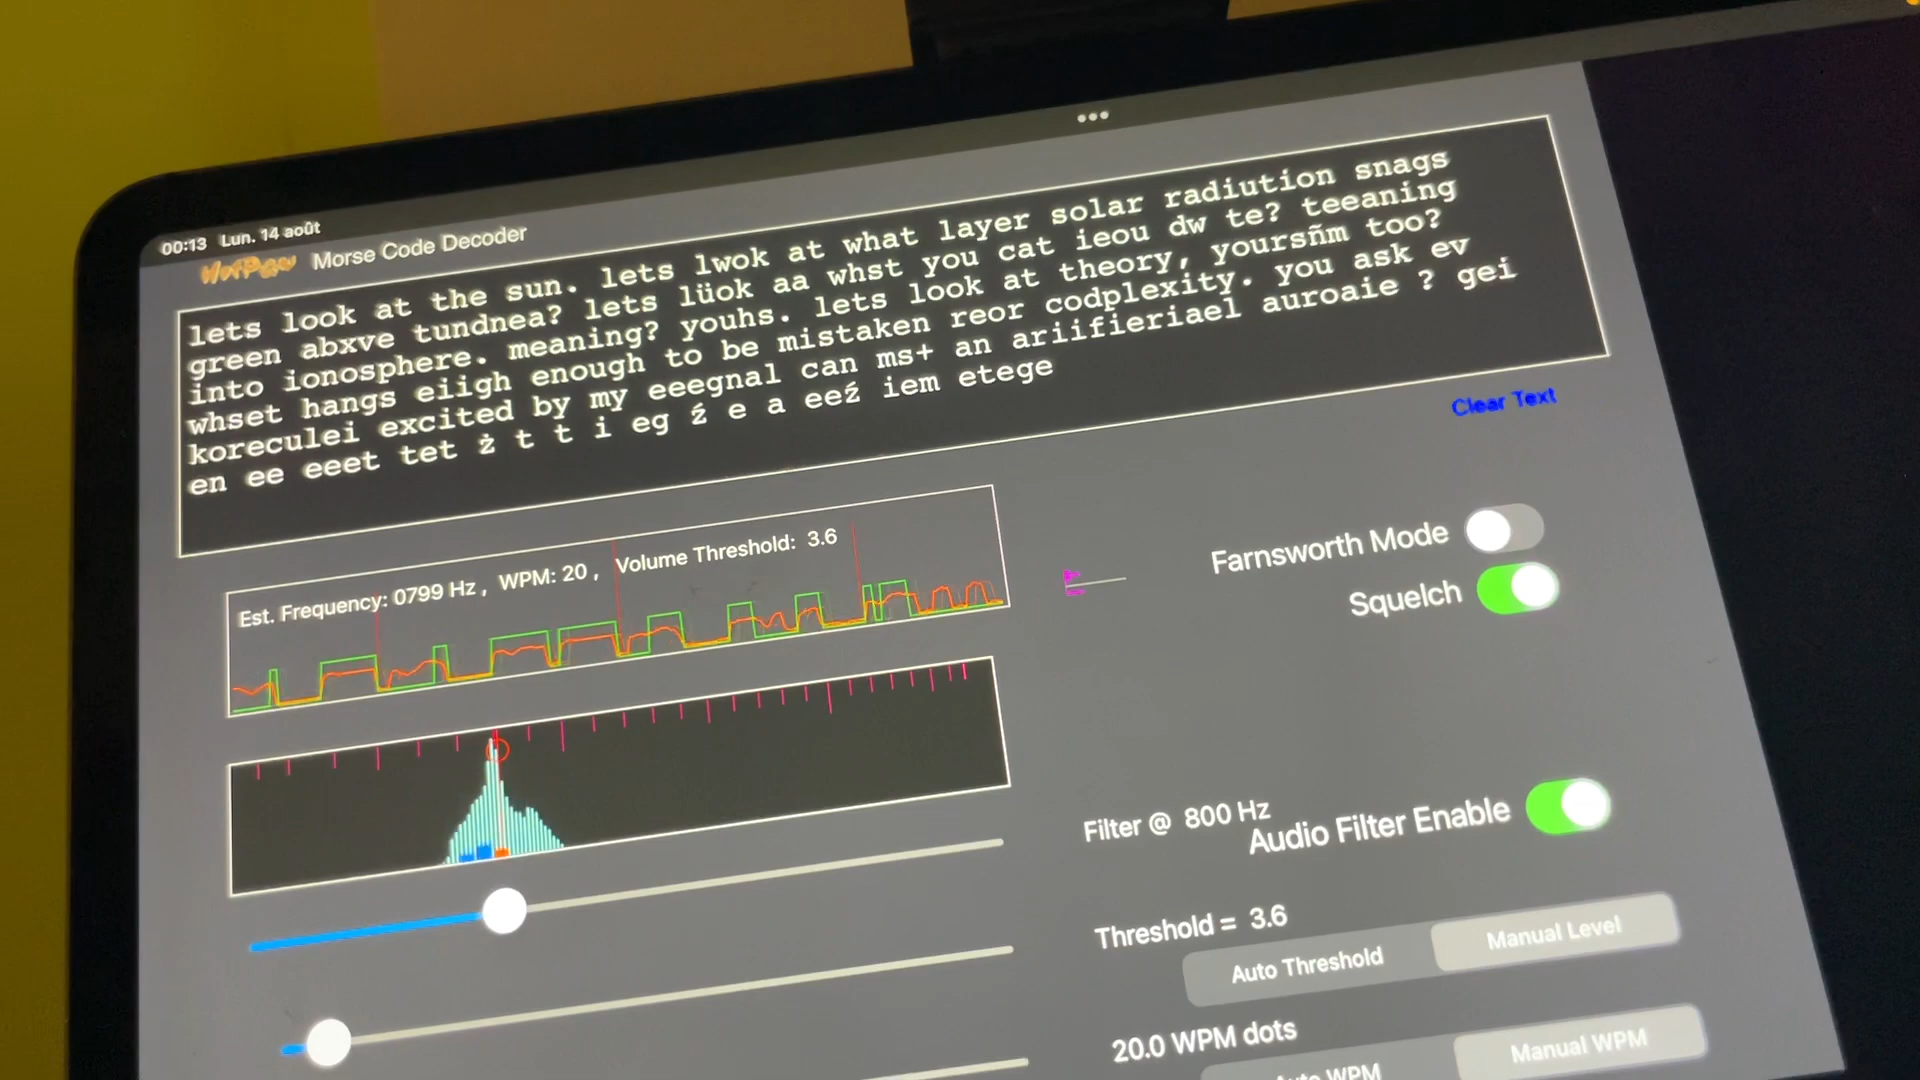 00:13 Lun. 14 août
HotPaw Morse Code Decoder
lets look at the sun. lets lwok at what layer solar radiution snags
green abxve tundnea? lets lüok aa whst you cat ieou dw te? teeaning
into ionosphere. meaning? youhs. lets look at theory, yoursñm too?
whset hangs eiigh enough to be mistaken reor codplexity. you ask ev
koreculei excited by my eeegnal can ms+ an ariifieriael auroaie ? gei
en ee eeet tet ż t t i eg ź e a eeź iem etege
Clear Text
Est. Frequency: 0799 Hz , WPM: 20 , Volume Threshold: 3.6
Farnsworth Mode
Squelch
Filter @ 800 Hz
Audio Filter Enable
Threshold = 3.6
Auto Threshold Manual Level
20.0 WPM dots
Auto WPM Manual WPM